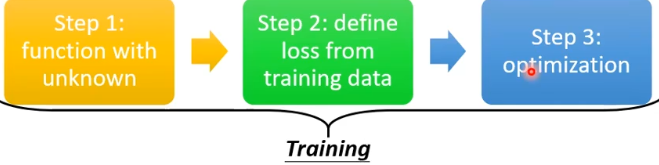 Step 1:
function with
unknown
Step 2: define
loss from
training data
Step 3:
optimization
Training